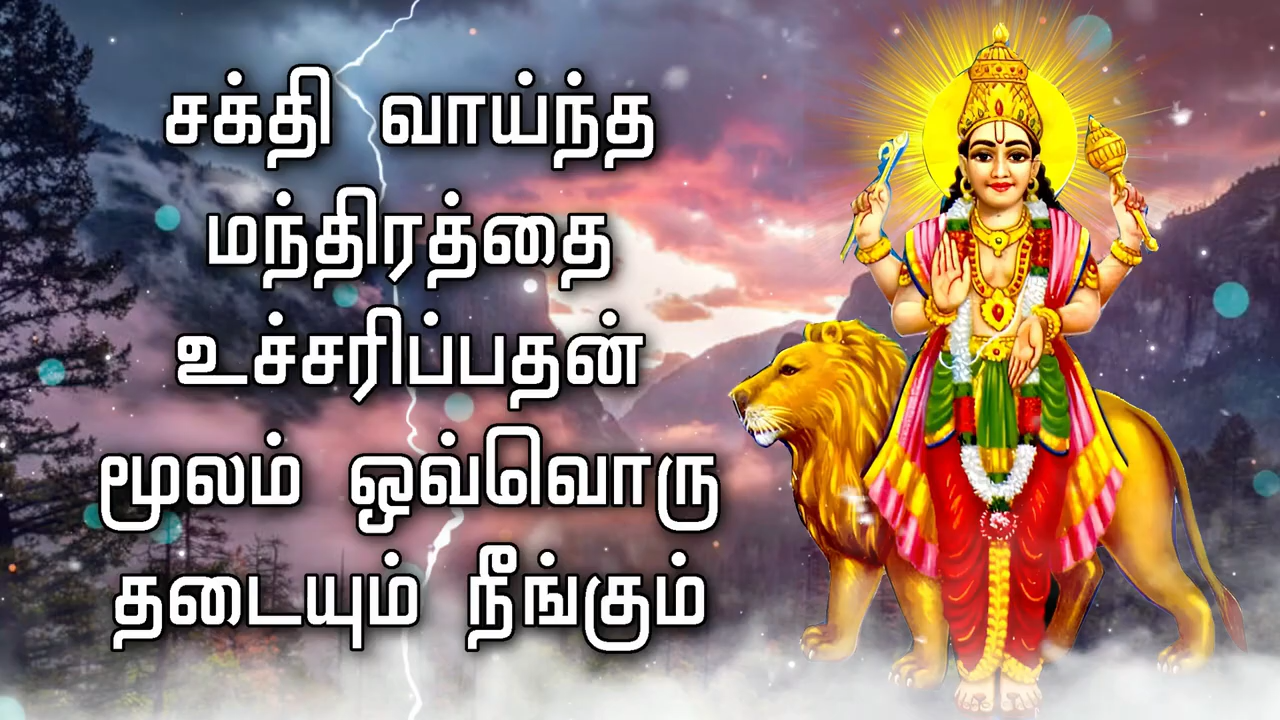 சக்தி வாய்ந்த
மந்திரத்தை
உச்சரிப்பதன்
மூலம் ஒவ்வொரு
தடையும் நீங்கும்